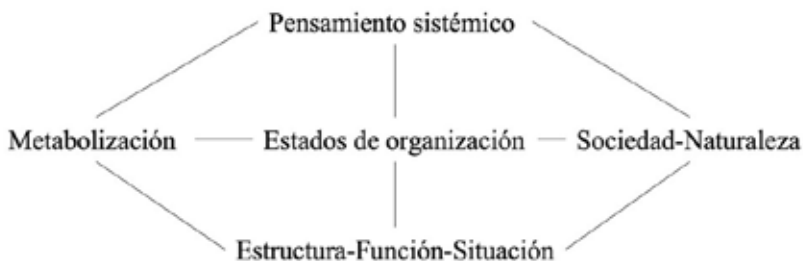 Pensamiento sistémico
Metabolización Estados de organización Sociedad-Naturaleza
Estructura-Función-Situación